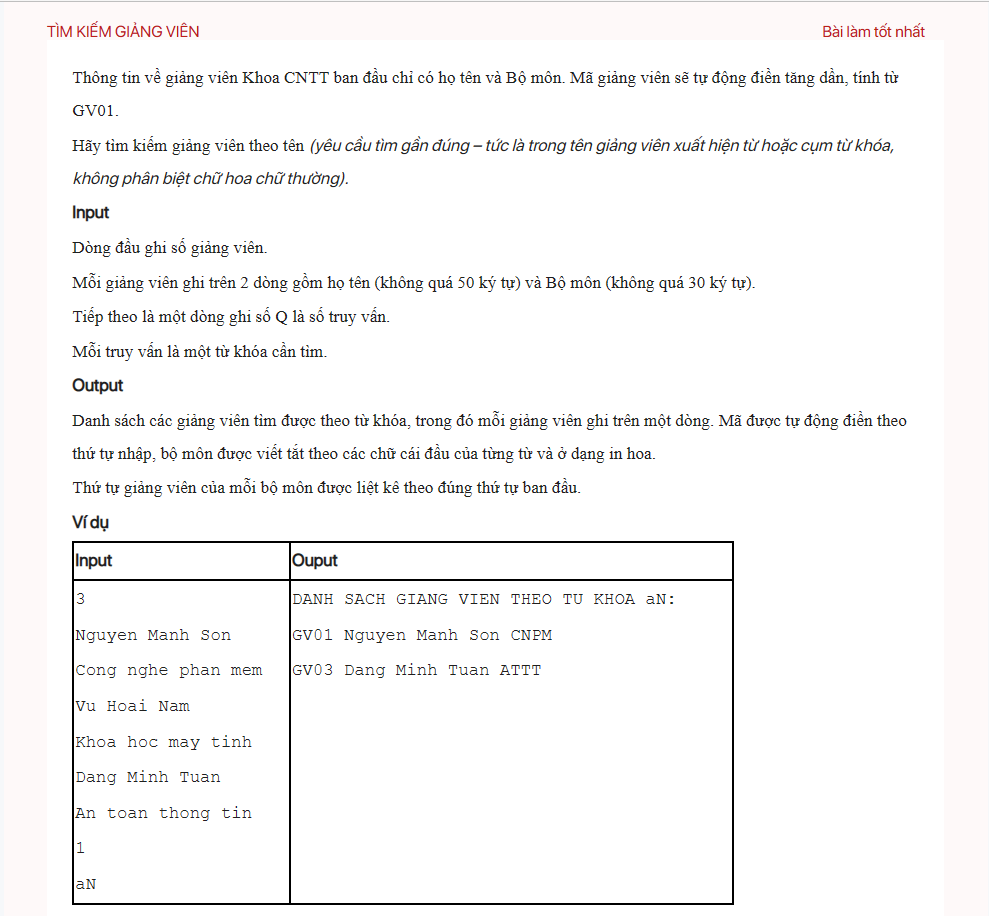 TÌM KIẾM GIẢNG VIÊN
Bài làm tốt nhất
Thông tin về giảng viên Khoa CNTT ban đầu chỉ có họ tên và Bộ môn. Mã giảng viên sẽ tự động điền tăng dần, tính từ
GV01.
Hãy tìm kiếm giảng viên theo tên (yêu cầu tìm gần đúng – tức là trong tên giảng viên xuất hiện từ hoặc cụm từ khóa,
không phân biệt chữ hoa chữ thường).
Input
Dòng đầu ghi số giảng viên.
Mỗi giảng viên ghi trên 2 dòng gồm họ tên (không quá 50 ký tự) và Bộ môn (không quá 30 ký tự).
Tiếp theo là một dòng ghi số Q là số truy vấn.
Mỗi truy vấn là một từ khóa cần tìm.
Output
Danh sách các giảng viên tìm được theo từ khóa, trong đó mỗi giảng viên ghi trên một dòng. Mã được tự động điền theo
thứ tự nhập, bộ môn được viết tắt theo các chữ cái đầu của từng từ và ở dạng in hoa.
Thứ tự giảng viên của mỗi bộ môn được liệt kê theo đúng thứ tự ban đầu.
Ví dụ
Input
Ouput
3
Nguyen Manh Son
Cong nghe phan mem
Vu Hoai Nam
Khoa hoc may tinh
Dang Minh Tuan
An toan thong tin
1
aN
DANH SACH GIANG VIEN THEO TU KHOA aN:
GV01 Nguyen Manh Son CNPM
GV03 Dang Minh Tuan ATTT